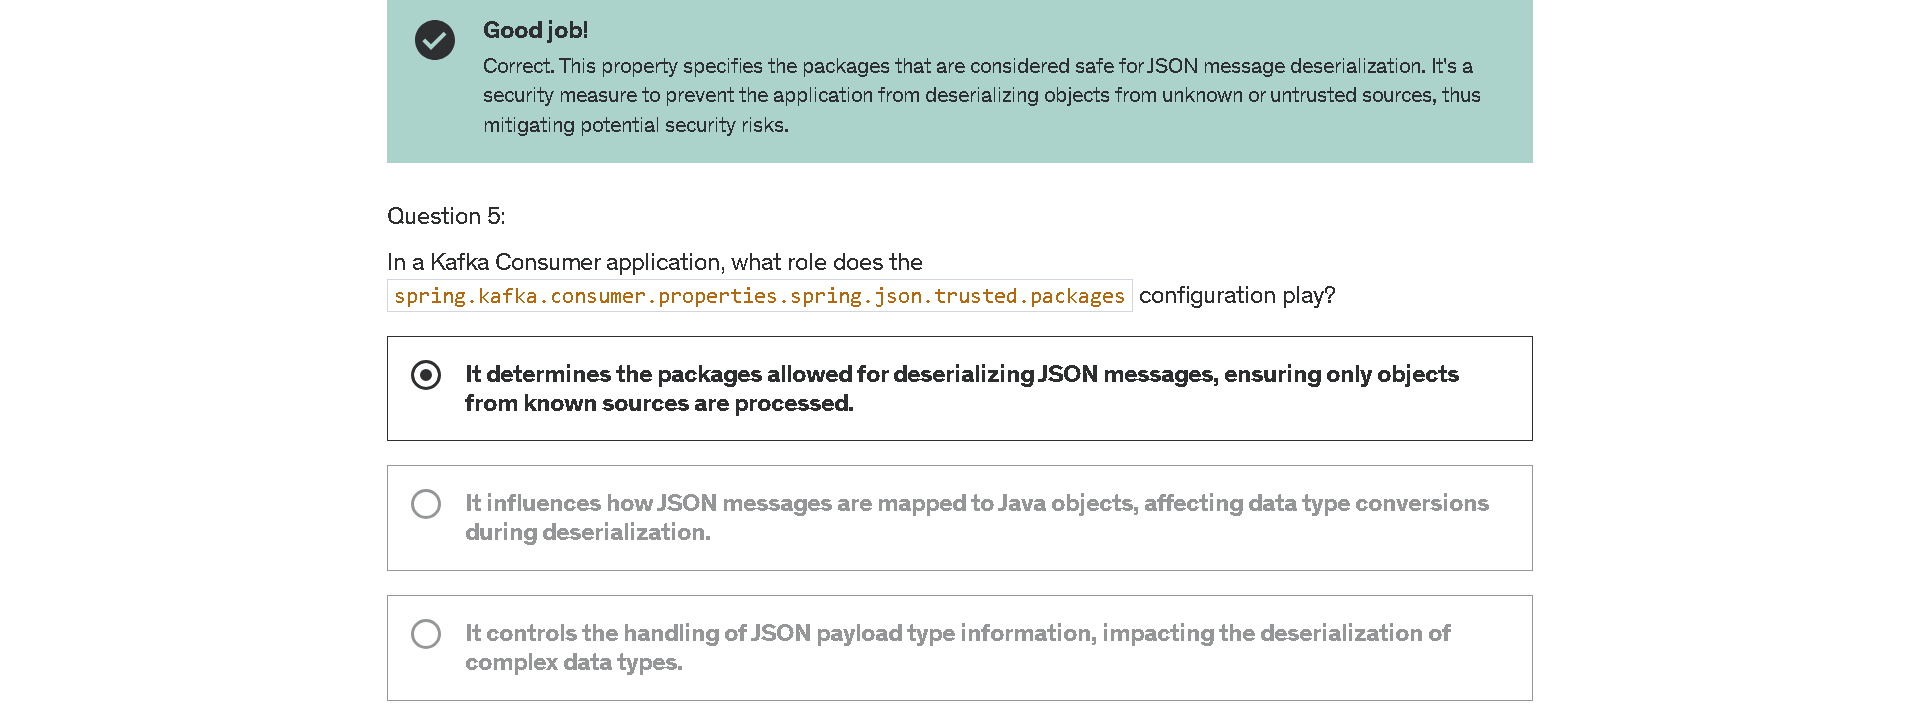 Good job!
Correct. This property specifies the packages that are considered safe for JSON message deserialization. It's a
security measure to prevent the application from deserializing objects from unknown or untrusted sources, thus
mitigating potential security risks.
Question 5:
In a Kafka Consumer application, what role does the
spring.kafka.consumer.properties.spring.json.trusted.packages configuration play?
It determines the packages allowed for deserializing JSON messages, ensuring only objects
from known sources are processed.
It influences how JSON messages are mapped to Java objects, affecting data type conversions
during deserialization.
It controls the handling of JSON payload type information, impacting the deserialization of
complex data types.